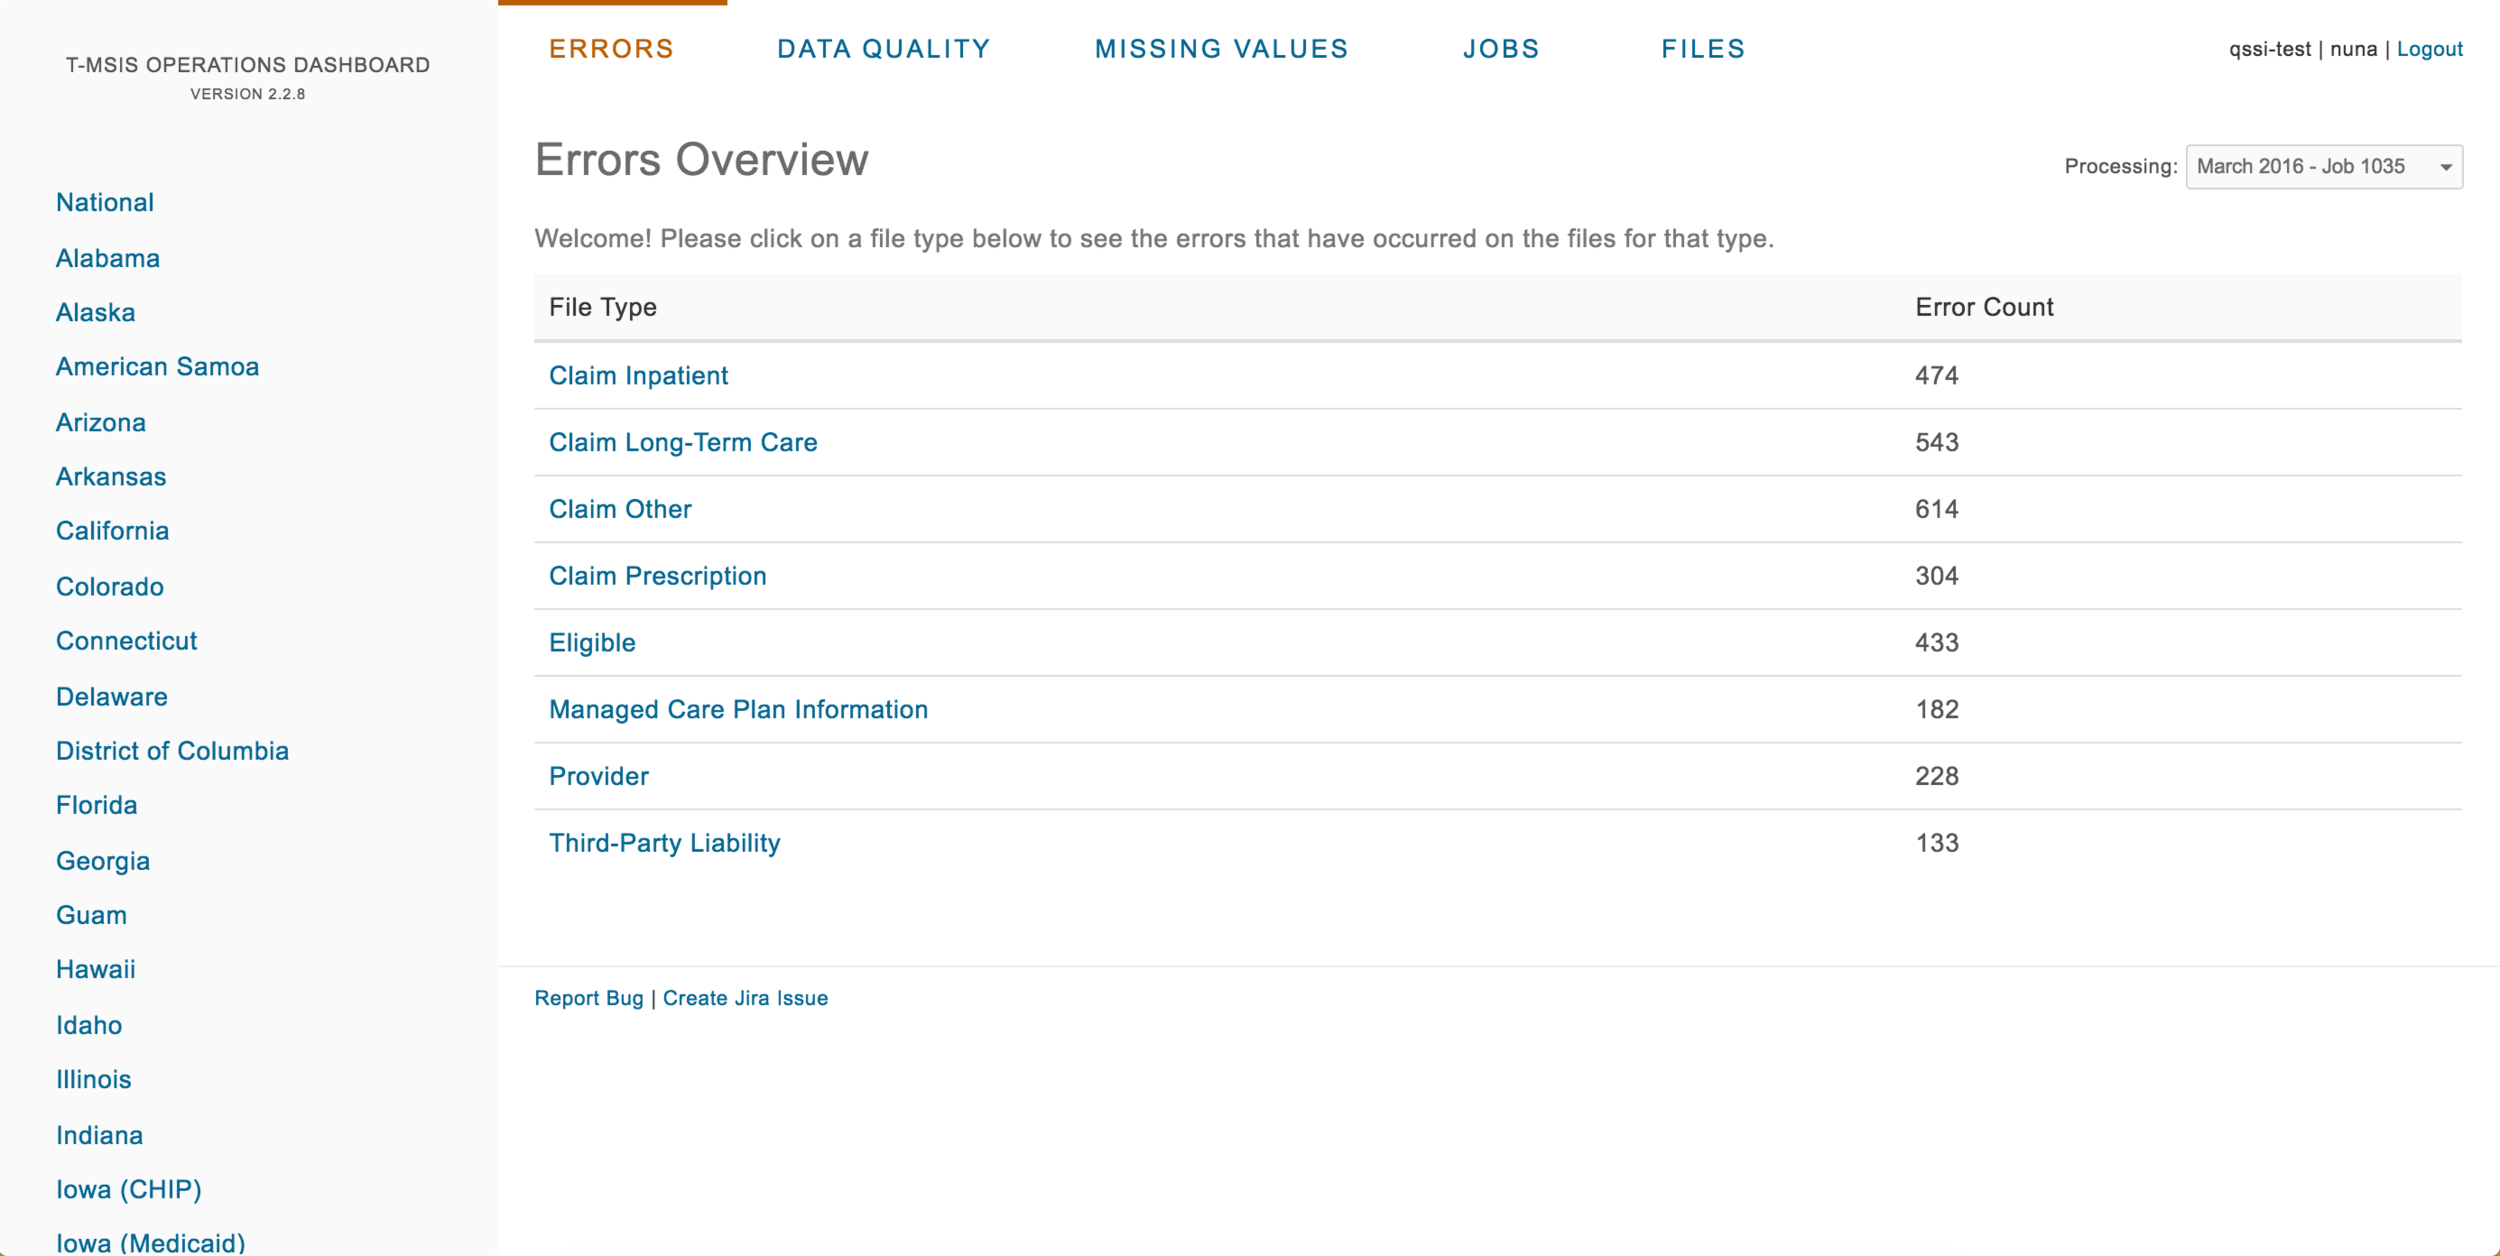 T-MSIS OPERATIONS DASHBOARD
VERSION 2.2.8
National
Alabama
Alaska
American Samoa
Arizona
Arkansas
California
Colorado
Connecticut
Delaware
District of Columbia
Florida
Georgia
Guam
Hawaii
Idaho
Illinois
Indiana
Iowa (CHIP)
Iowa (Medicaid)
ERRORS DATA QUALITY MISSING VALUES JOBS FILES
qssi-test | nuna | Logout
Errors Overview
Processing: March 2016 - Job 1035
Welcome! Please click on a file type below to see the errors that have occurred on the files for that type.
File Type Error Count
Claim Inpatient 474
Claim Long-Term Care 543
Claim Other 614
Claim Prescription 304
Eligible 433
Managed Care Plan Information 182
Provider 228
Third-Party Liability 133
Report Bug | Create Jira Issue